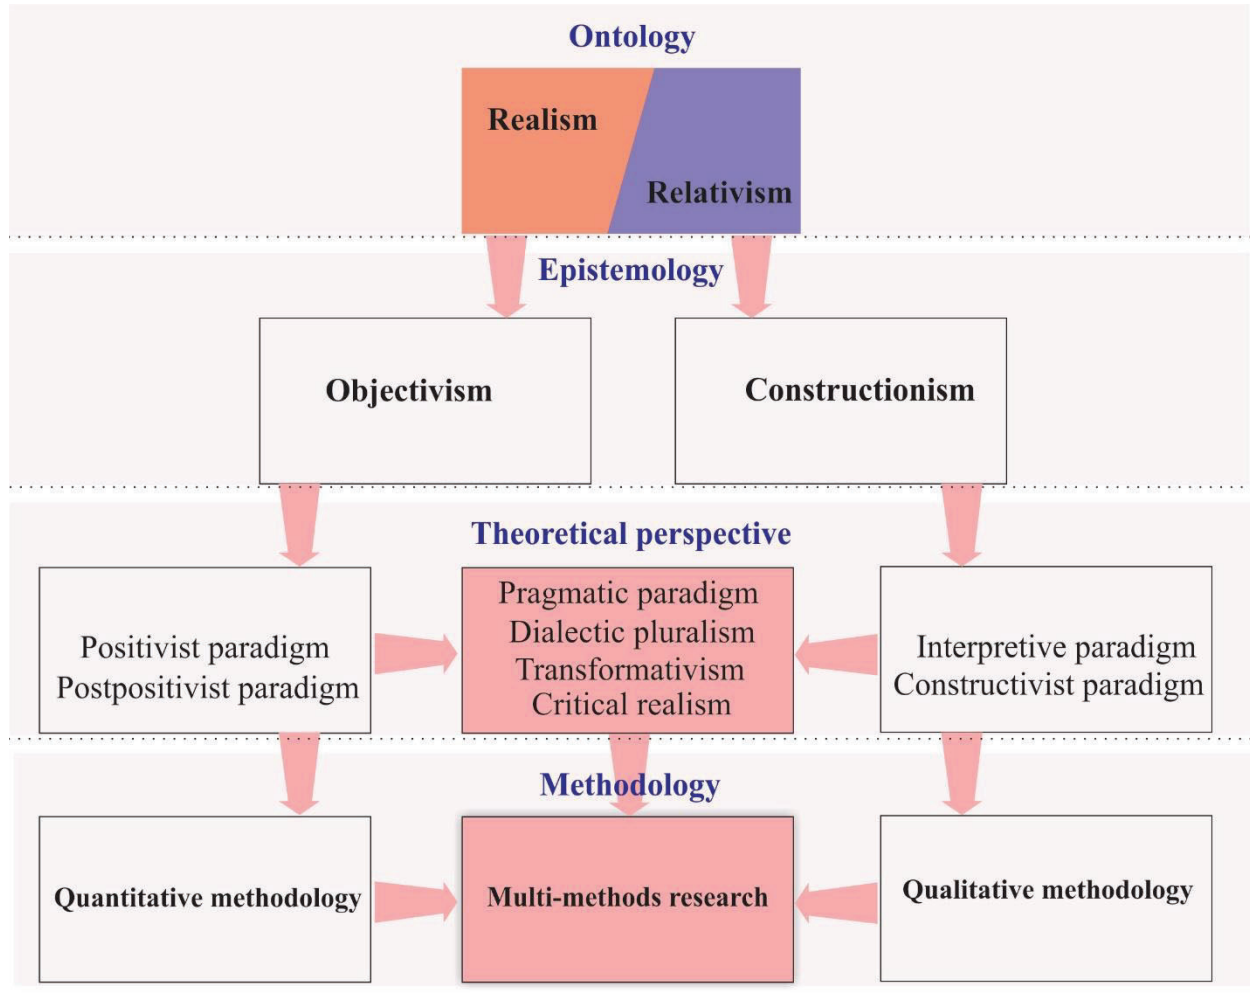 Ontology
Realism
Relativism
Epistemology
Objectivism
Constructionism
Theoretical perspective
Positivist paradigm
Postpositivist paradigm
Pragmatic paradigm
Dialectic pluralism
Transformativism
Critical realism
Interpretive paradigm
Constructivist paradigm
Methodology
Quantitative methodology
Multi-methods research
Qualitative methodology